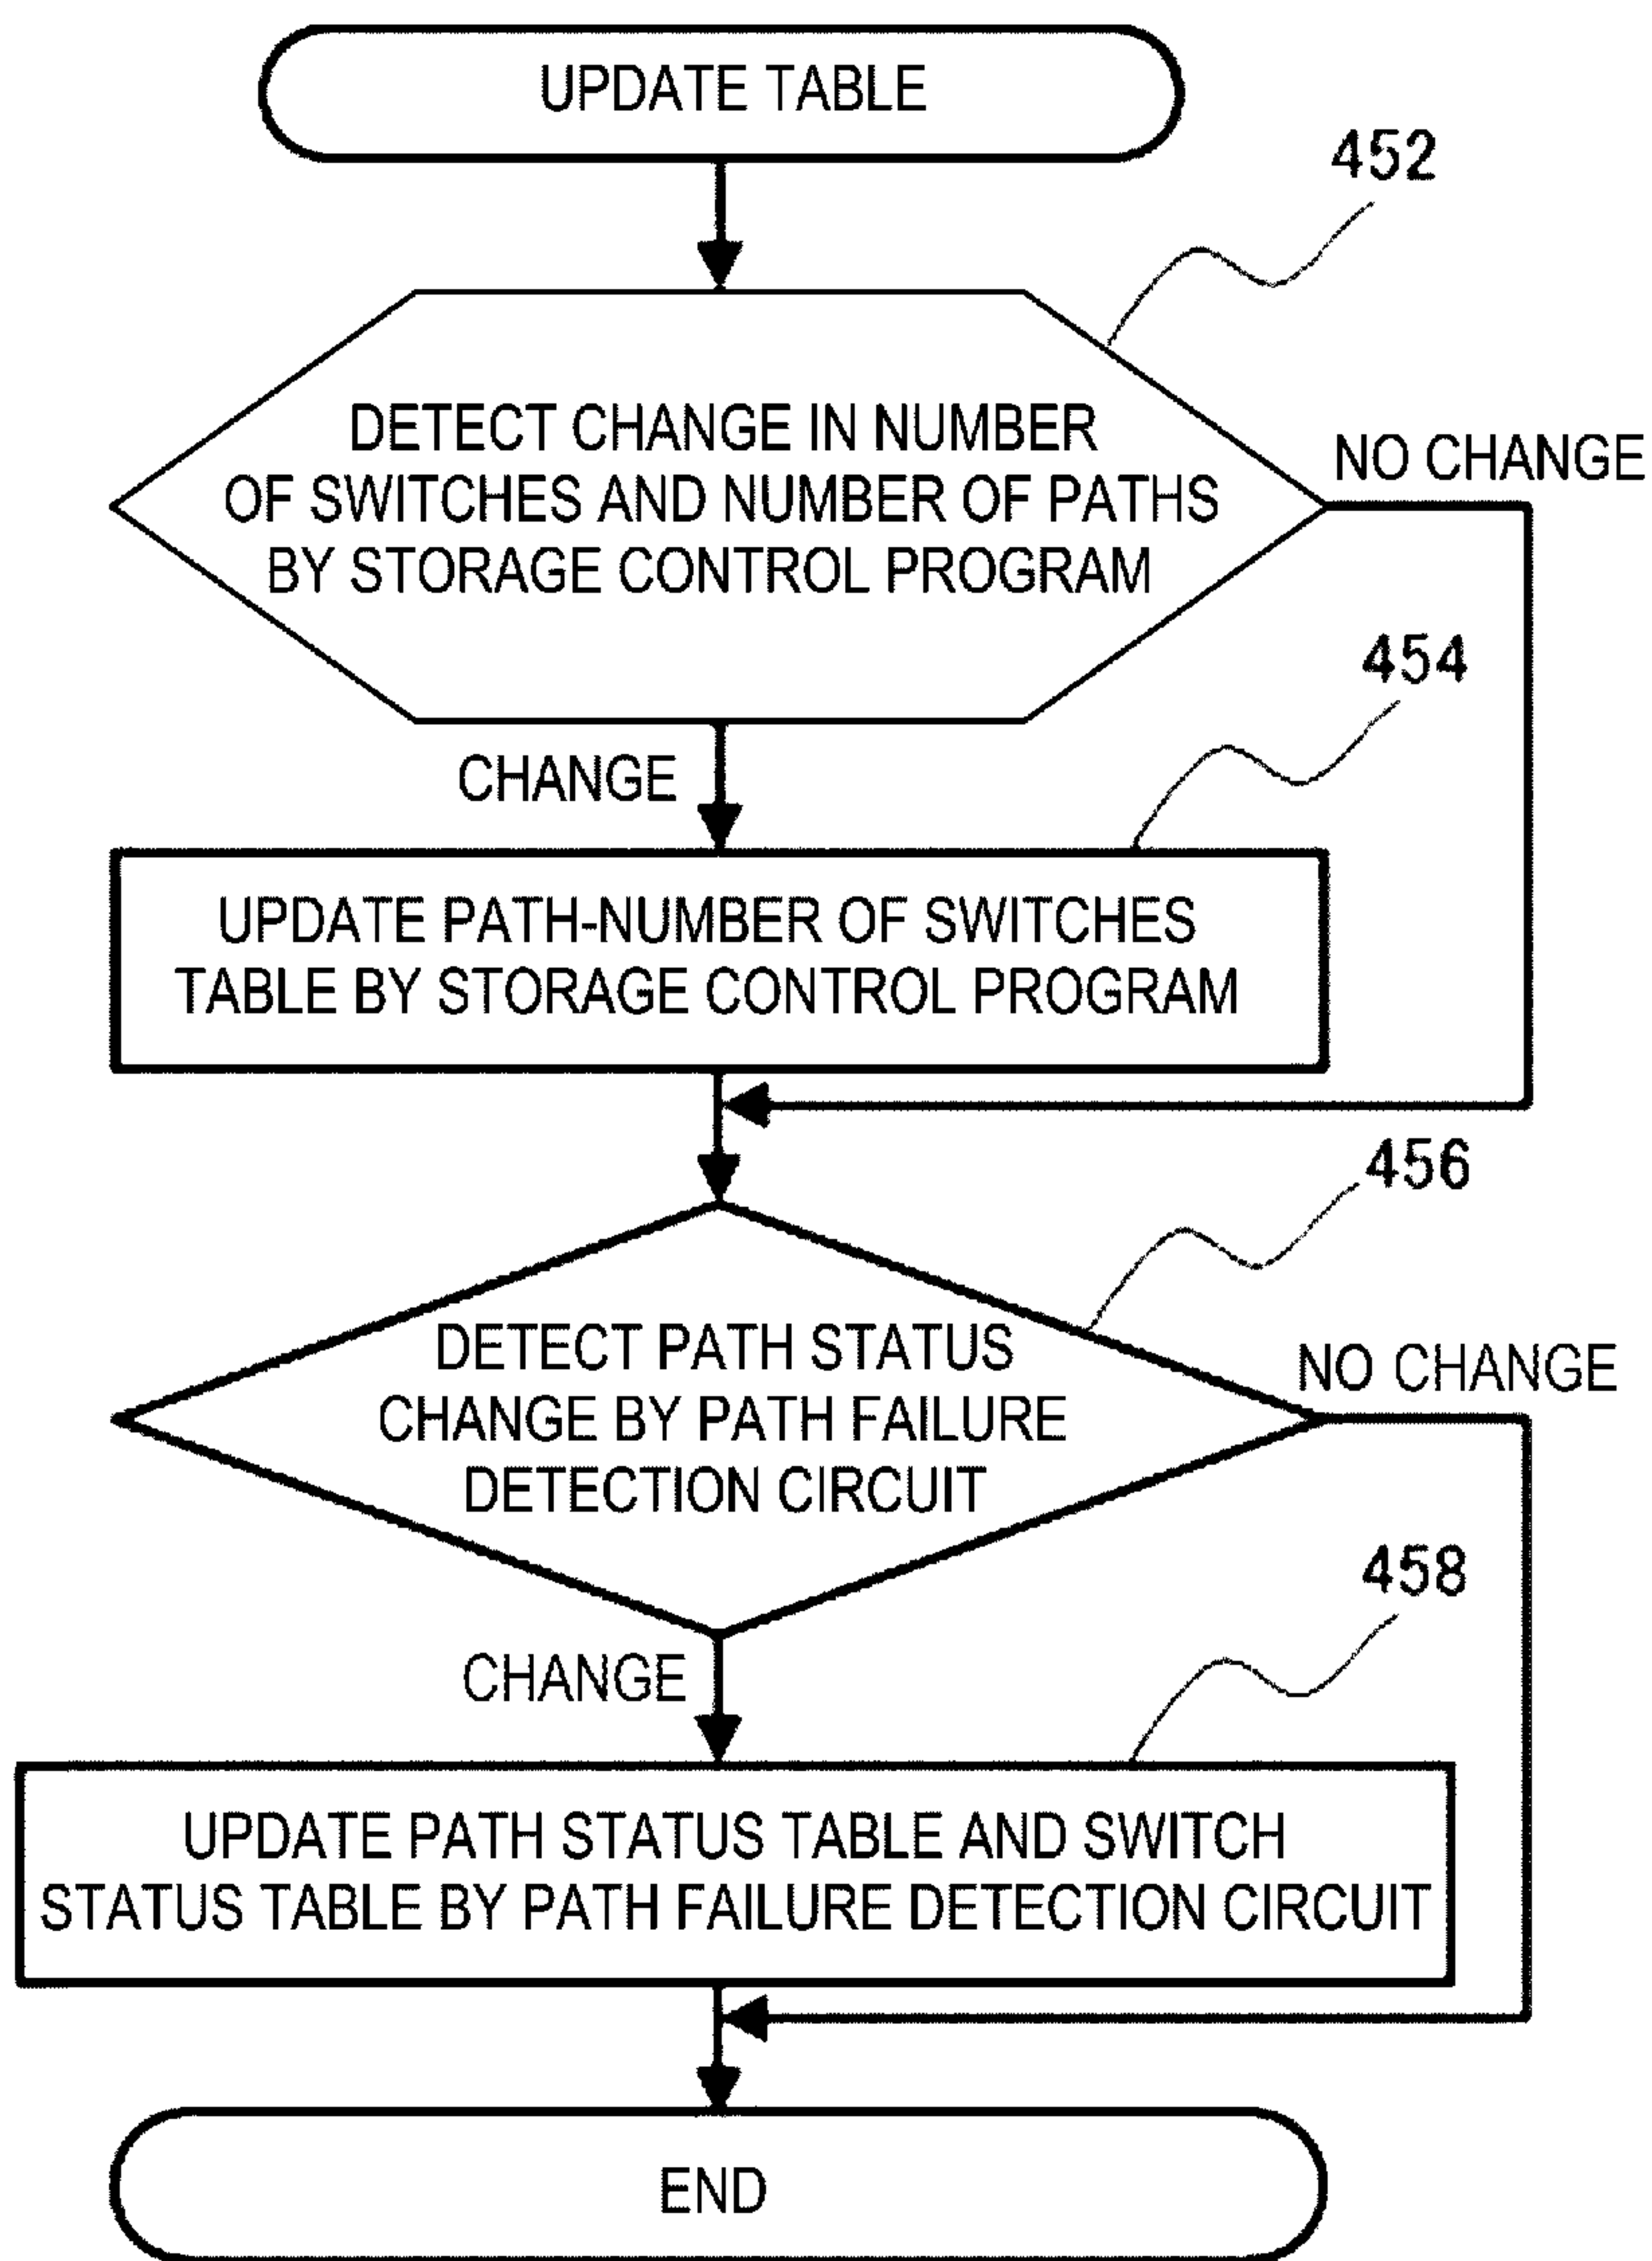 UPDATE TABLE
452
DETECT CHANGE IN NUMBER
OF SWITCHES AND NUMBER OF PATHS
BY STORAGE CONTROL PROGRAM
NO CHANGE
454
CHANGE
UPDATE PATH-NUMBER OF SWITCHES
TABLE BY STORAGE CONTROL PROGRAM
456
DETECT PATH STATUS
CHANGE BY PATH FAILURE
DETECTION CIRCUIT
NO CHANGE
458
CHANGE
UPDATE PATH STATUS TABLE AND SWITCH
STATUS TABLE BY PATH FAILURE DETECTION CIRCUIT
END